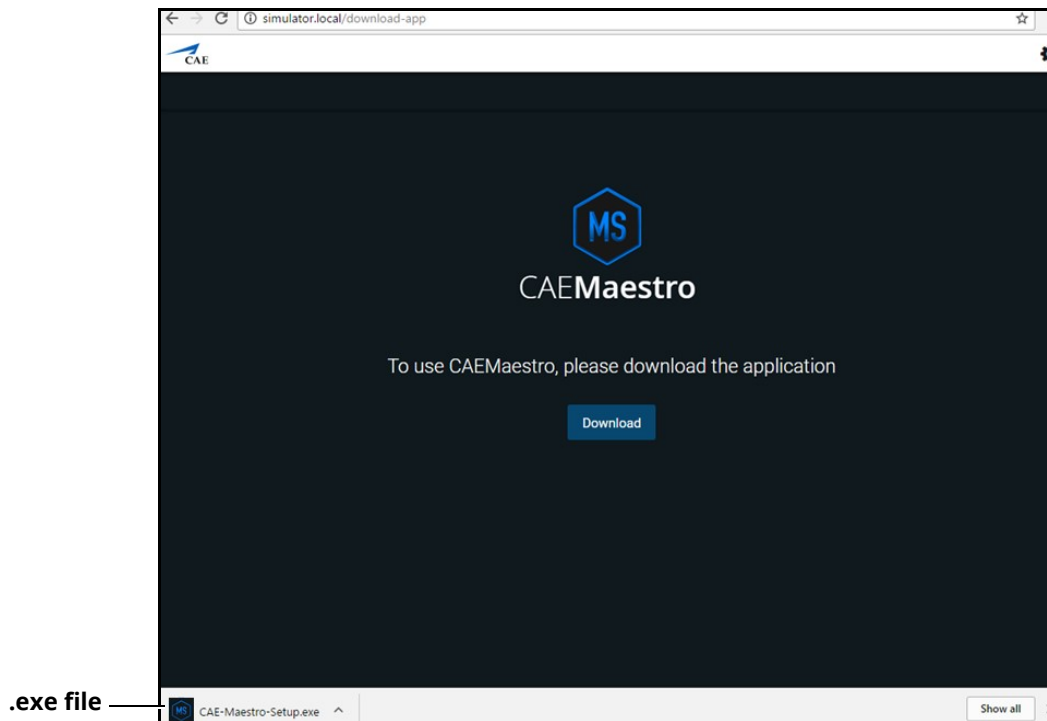 simulator.local/download-app
CAE
MS
CAEMaestro
To use CAEMaestro, please download the application
Download
.exe file
MS
CAE-Maestro-Setup.exe
Show all